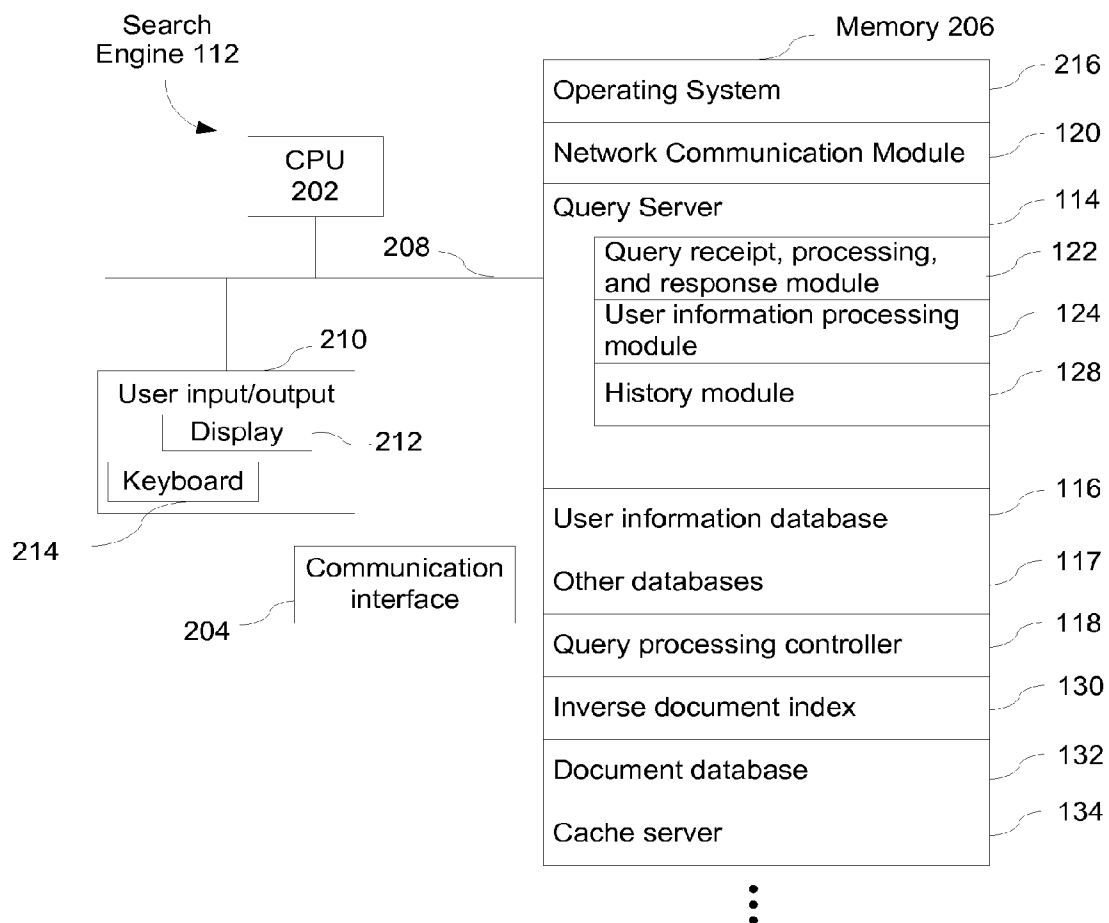 Search
Engine 112
CPU
202
208
210
User input/output
Display
212
Keyboard
214
Communication
interface
204
Memory 206
Operating System
216
Network Communication Module
120
Query Server
114
Query receipt, processing,
and response module
122
User information processing
module
124
History module
128
User information database
116
Other databases
117
Query processing controller
118
Inverse document index
130
Document database
132
Cache server
134